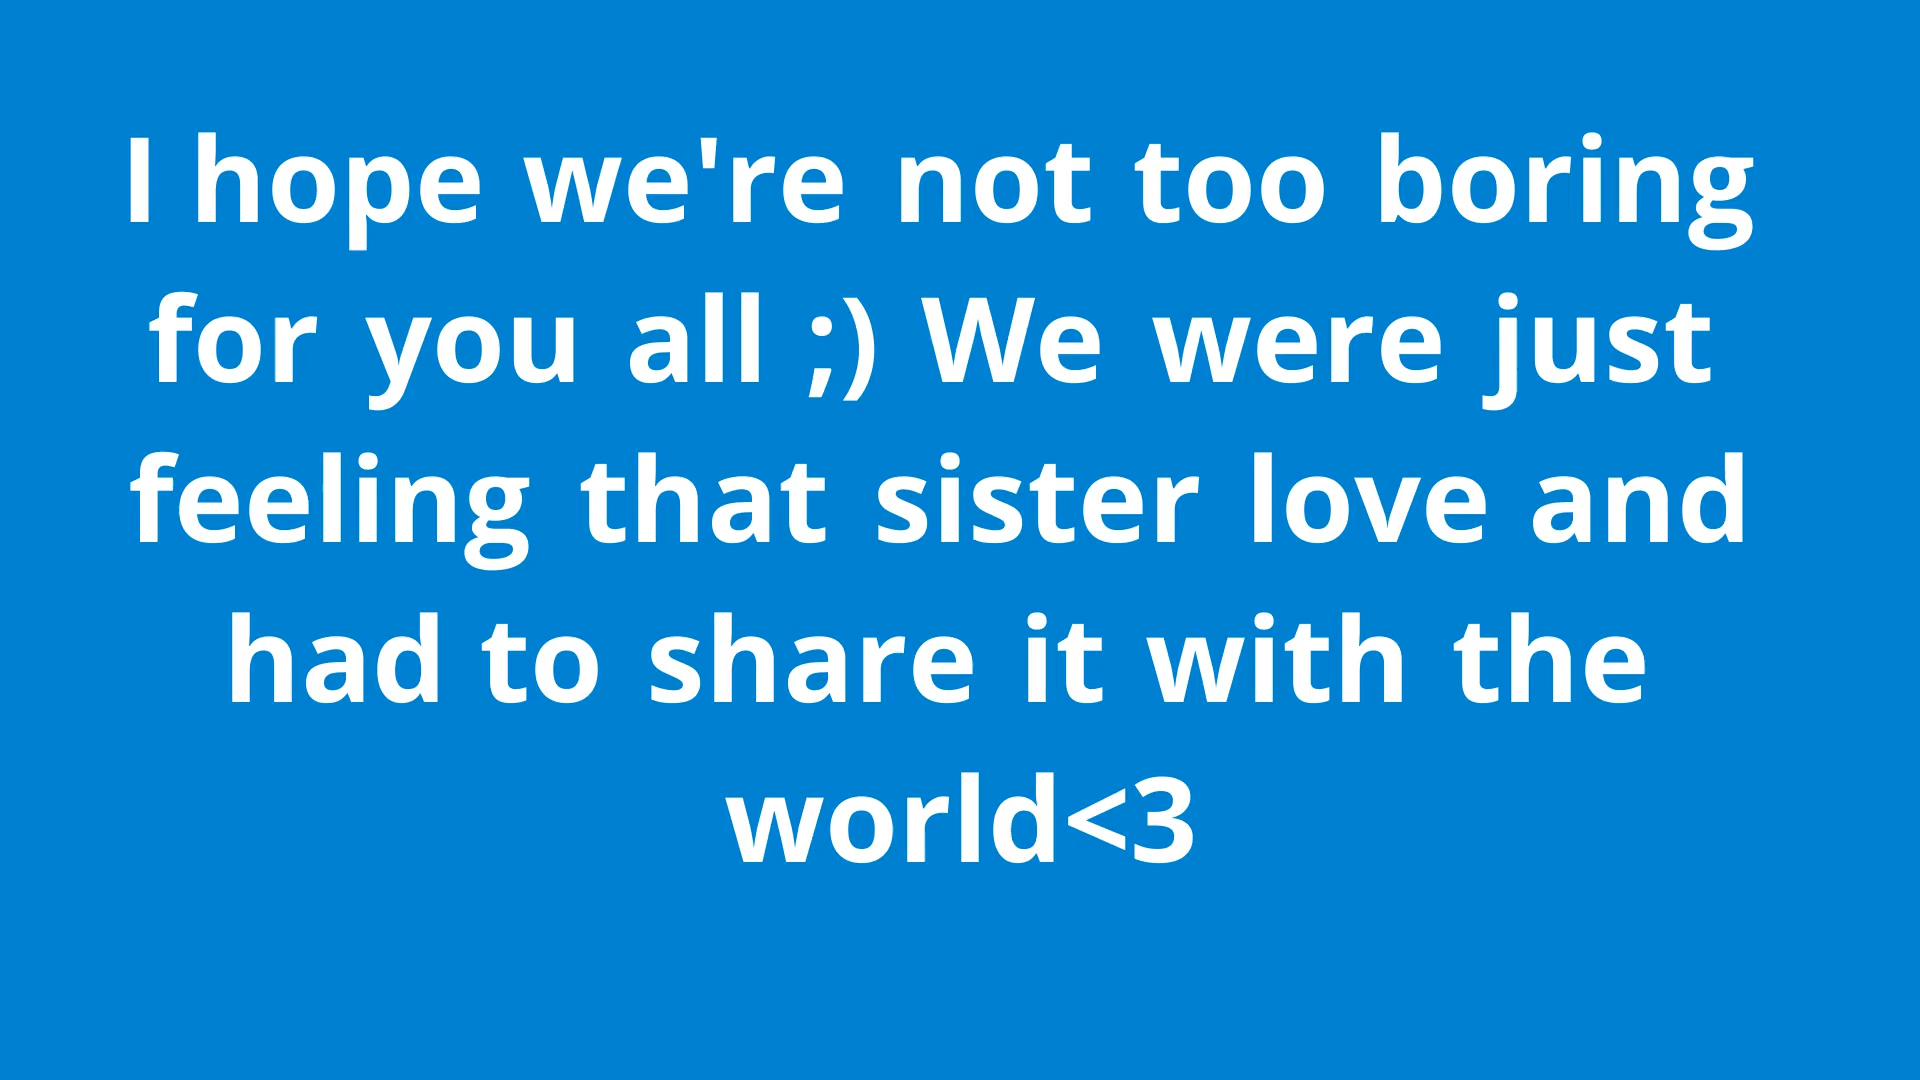 I hope we're not too boring
for you all ;) We were just
feeling that sister love and
had to share it with the
world<3